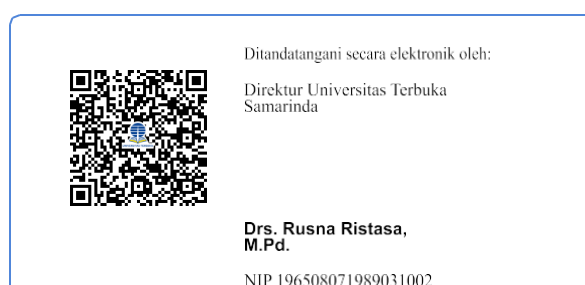 Ditandatangani secara elektronik oleh:
Direktur Universitas Terbuka
Samarinda
Drs. Rusna Ristasa,
M.Pd.
NIP 196508071989031002